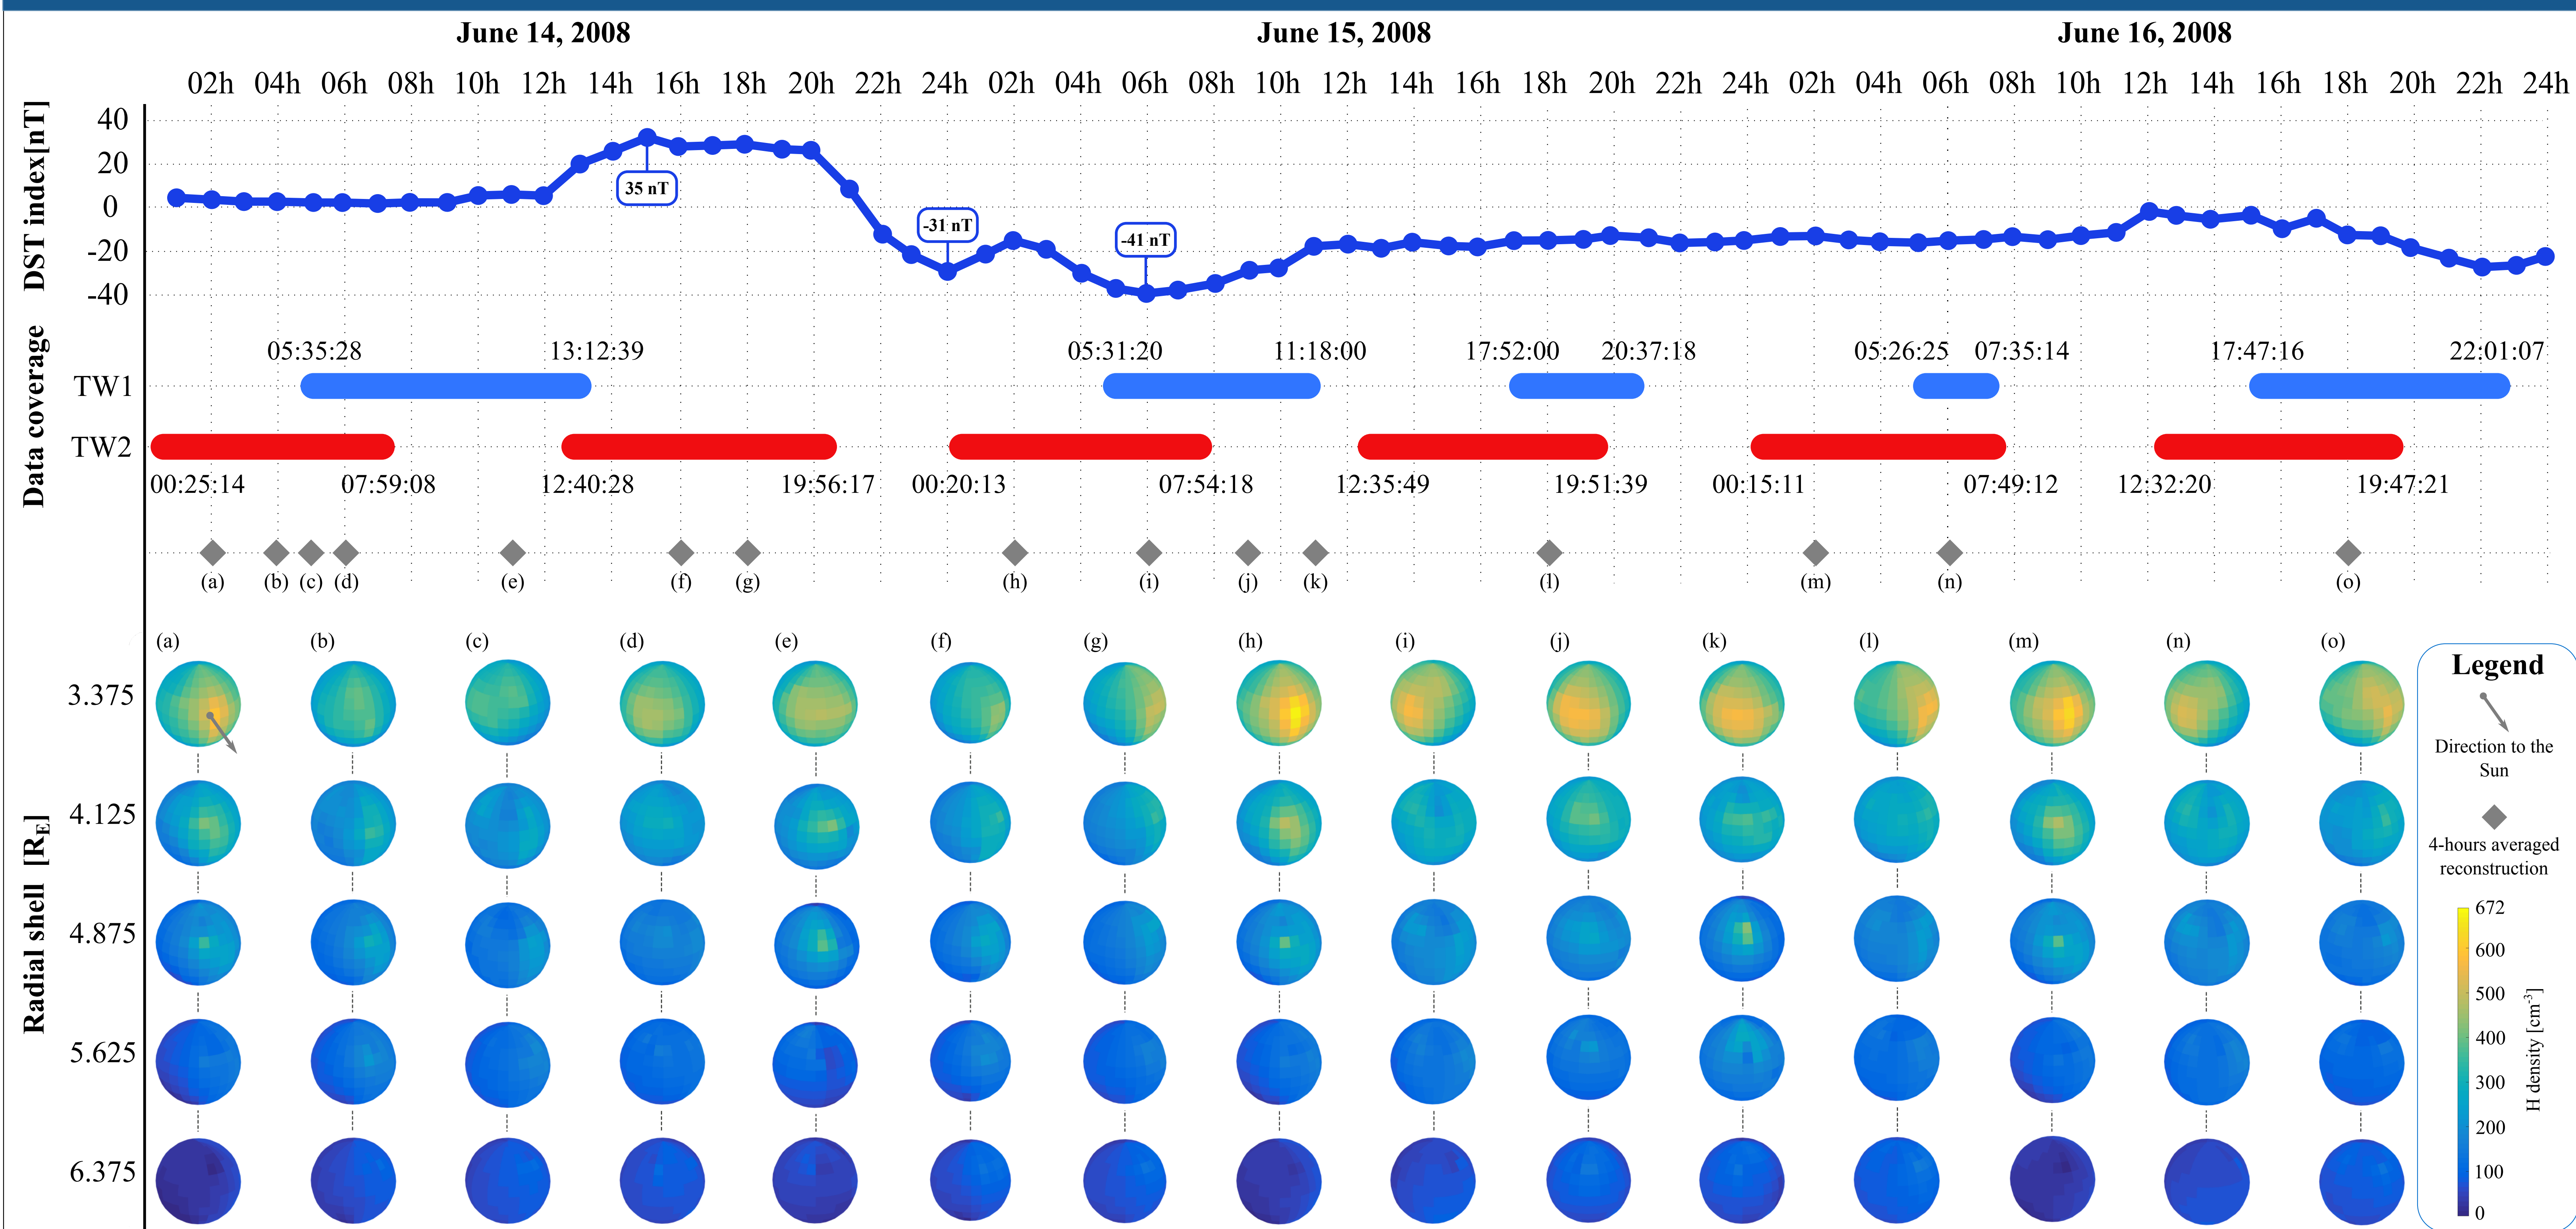 June 14, 2008 June 15, 2008 June 16, 2008
02h 04h 06h 08h 10h 12h 14h 16h 18h 20h 22h 24h 02h 04h 06h 08h 10h 12h 14h 16h 18h 20h 22h 24h 02h 04h 06h 08h 10h 12h 14h 16h 18h 20h 22h 24h
DST index[nT]
40
20
0
-20
-40
35 nT
-31 nT
-41 nT
Data coverage
05:35:28 13:12:39 05:31:20 11:18:00 17:52:00 20:37:18 05:26:25 07:35:14 17:47:16 22:01:07
TW1
TW2
00:25:14 07:59:08 12:40:28 19:56:17 00:20:13 07:54:18 12:35:49 19:51:39 00:15:11 07:49:12 12:32:20 19:47:21
(a) (b) (c) (d) (e) (f) (g) (h) (i) (j) (k) (l) (m) (n) (o)
(a) (b) (c) (d) (e) (f) (g) (h) (i) (j) (k) (l) (m) (n) (o)
Radial shell [RE]
3.375
4.125
4.875
5.625
6.375
Legend
Direction to the
Sun
4-hours averaged
reconstruction
672
600
500
400
300
200
100
0
H density [cm-3]